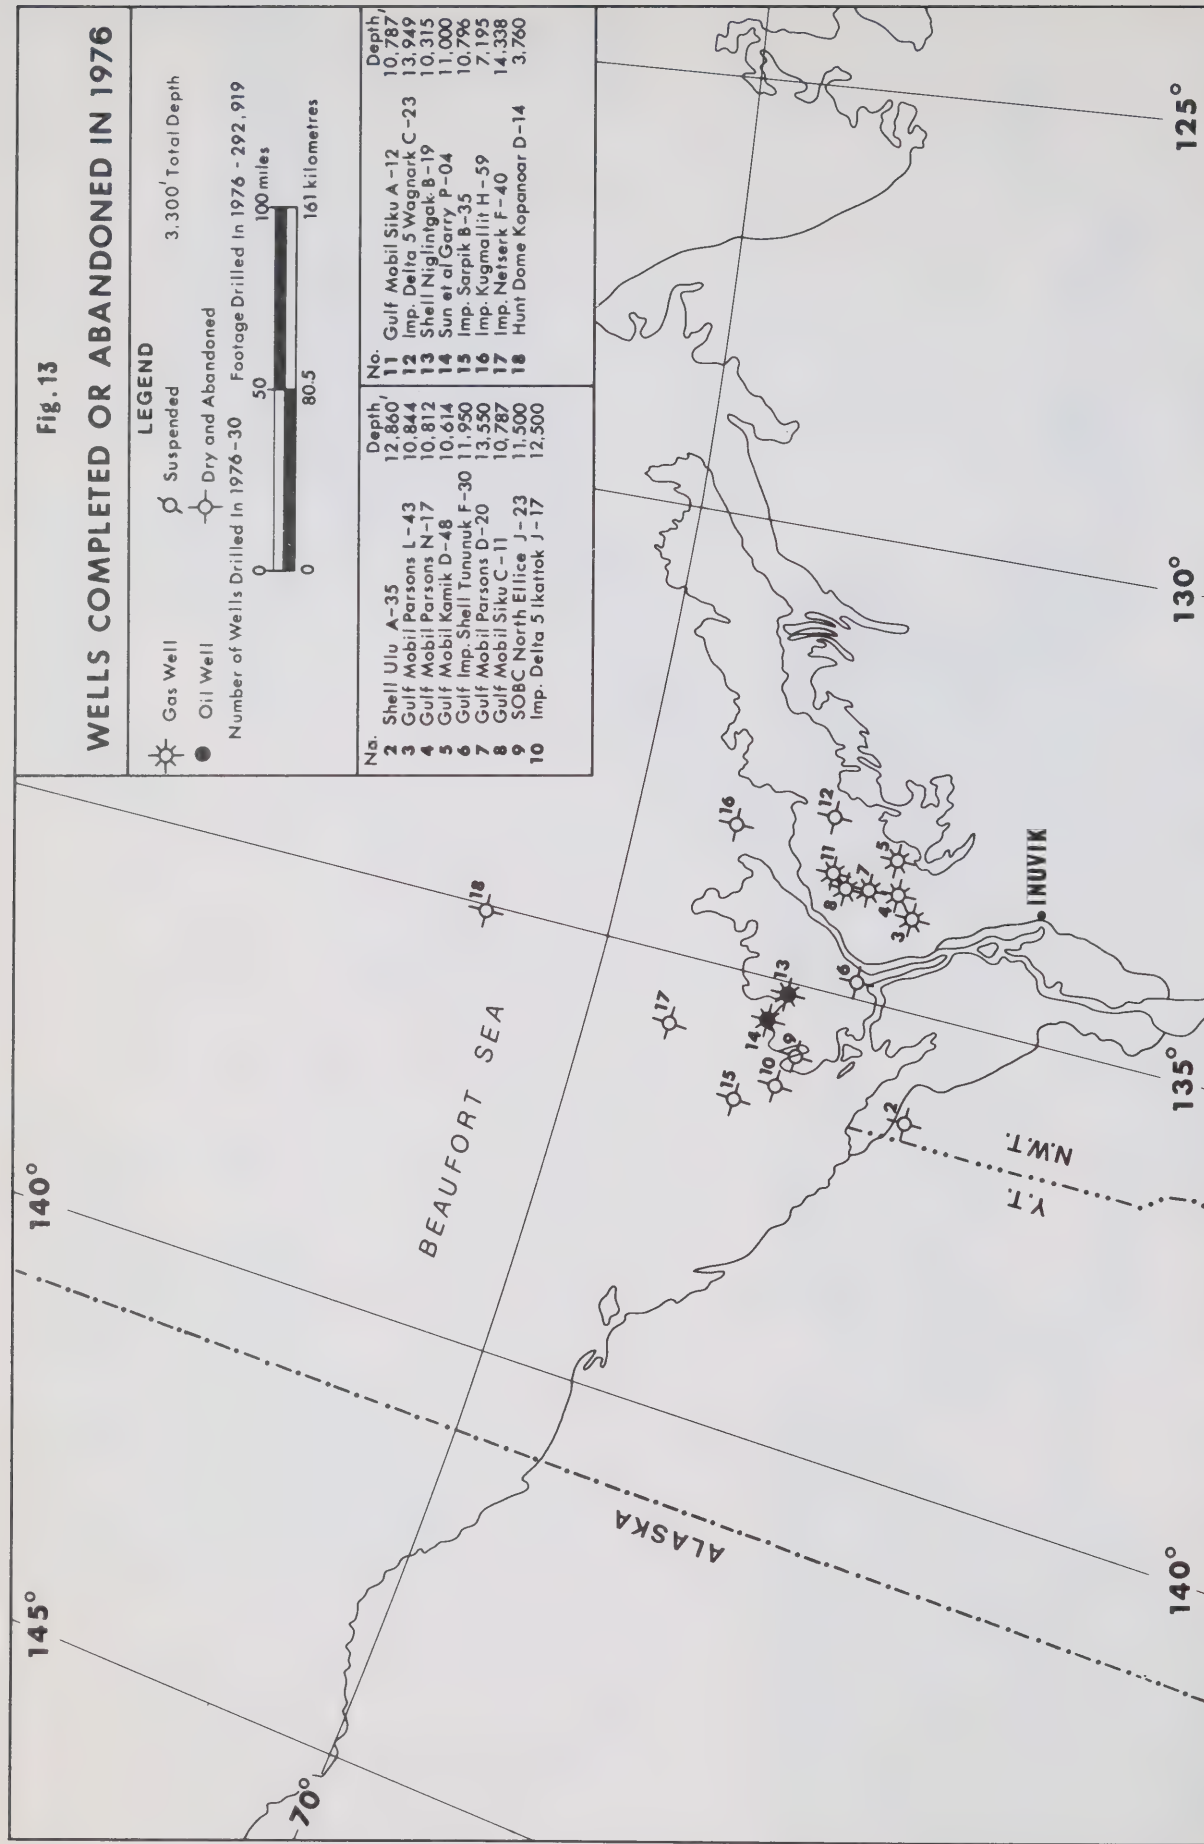 Fig. 13
WELLS COMPLETED OR ABANDONED IN 1976
LEGEND
Gas Well
Suspended
3,300' Total Depth
Oil Well
Dry and Abandoned
Number of Wells Drilled In 1976-30 Footage Drilled In 1976 - 292,919
0 50 100 miles
0 80.5 161 kilometres
No. Depth'
2 Shell Ulu A-35 12,860
3 Gulf Mobil Parsons L-43 10,844
4 Gulf Mobil Parsons N-17 10,812
5 Gulf Mobil Kamik D-48 10,614
6 Gulf Imp. Shell Tununuk F-30 11,950
7 Gulf Mobil Parsons D-20 13,550
8 Gulf Mobil Siku C-11 10,787
9 SOBC North Ellice J-23 11,500
10 Imp. Delta 5 Ikattok J-17 12,500
No. Depth'
11 Gulf Mobil Siku A-12 10,787
12 Imp. Delta 5 Wagnark C-23 13,949
13 Shell Niglintgak B-19 10,315
14 Sun et al Garry P-04 11,000
15 Imp. Sarpik B-35 10,796
16 Imp. Kugmallit H-59 7,195
17 Imp. Netserk F-40 14,338
18 Hunt Dome Kopanoar D-14 3,760
145°
140°
70°
BEAUFORT SEA
18
17
16
15
14
13
12
11
10
9
8
7
6
5
4
3
2
INUVIK
ALASKA
Y.T.
N.W.T.
140°
135°
130°
125°